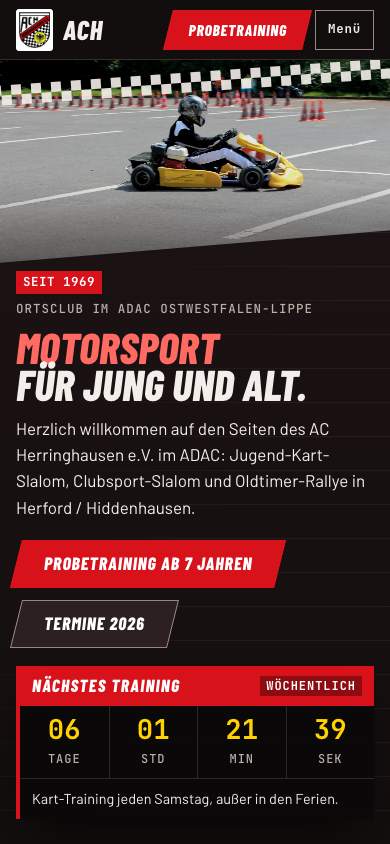 ACH
ACH
PROBETRAINING
Menü
SEIT 1969
ORTSCLUB IM ADAC OSTWESTFALEN-LIPPE
MOTORSPORT
FÜR JUNG UND ALT.
Herzlich willkommen auf den Seiten des AC
Herringhausen e.V. im ADAC: Jugend-Kart-
Slalom, Clubsport-Slalom und Oldtimer-Rallye in
Herford / Hiddenhausen.
PROBETRAINING AB 7 JAHREN
TERMINE 2026
NÄCHSTES TRAINING
WÖCHENTLICH
06 01 21 39
TAGE STD MIN SEK
Kart-Training jeden Samstag, außer in den Ferien.